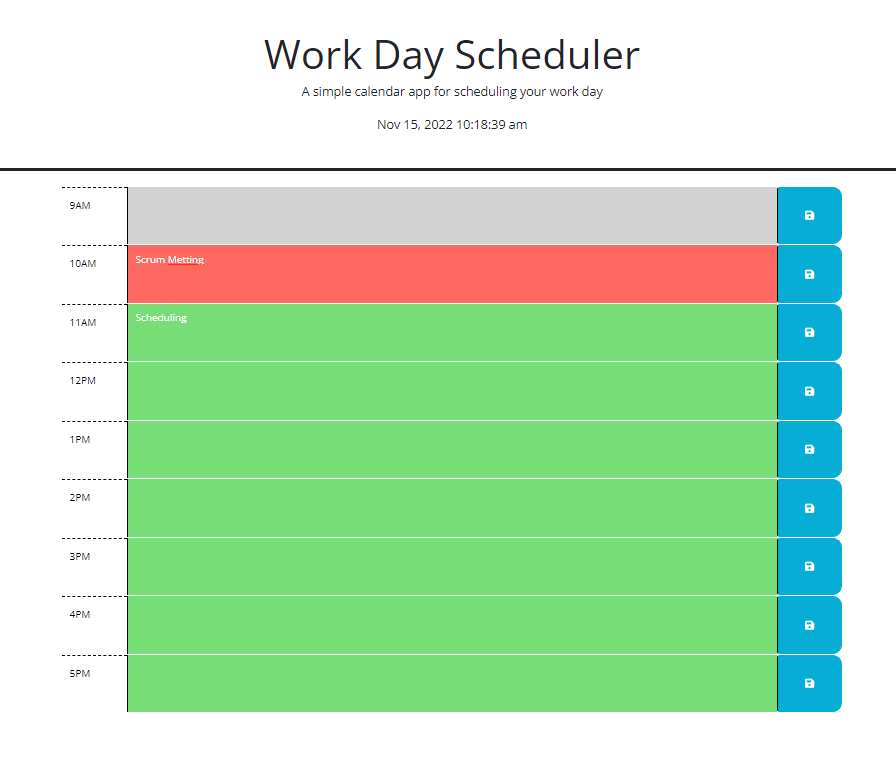 Work Day Scheduler
A simple calendar app for scheduling your work day
Nov 15, 2022 10:18:39 am
9AM
10AM Scrum Metting
11AM Scheduling
12PM
1PM
2PM
3PM
4PM
5PM